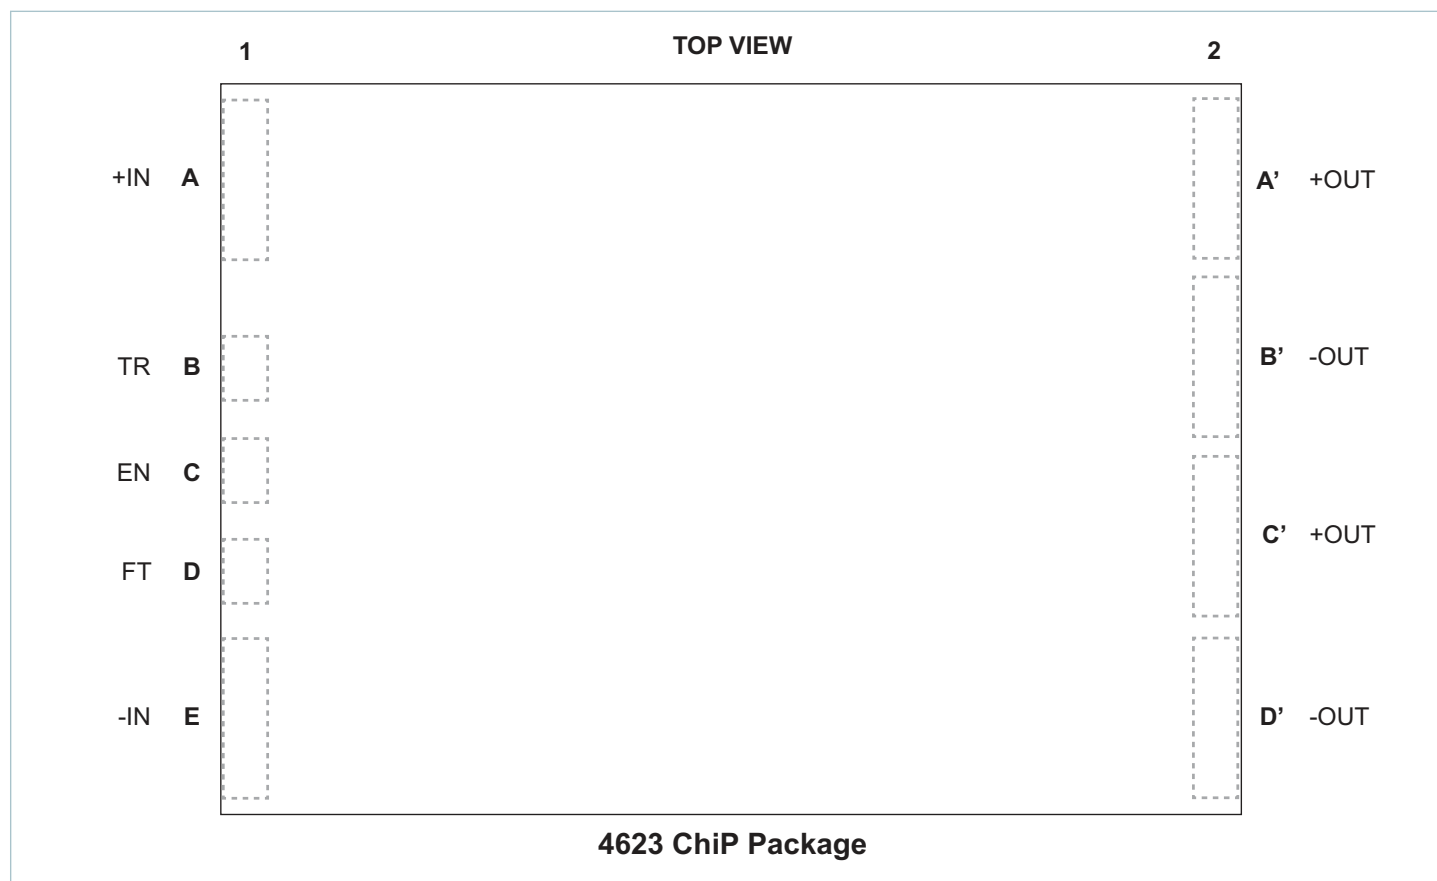 1 TOP VIEW 2
+IN A
A’ +OUT
TR B
B’ -OUT
EN C
C’ +OUT
FT D
-IN E
D’ -OUT
4623 ChiP Package